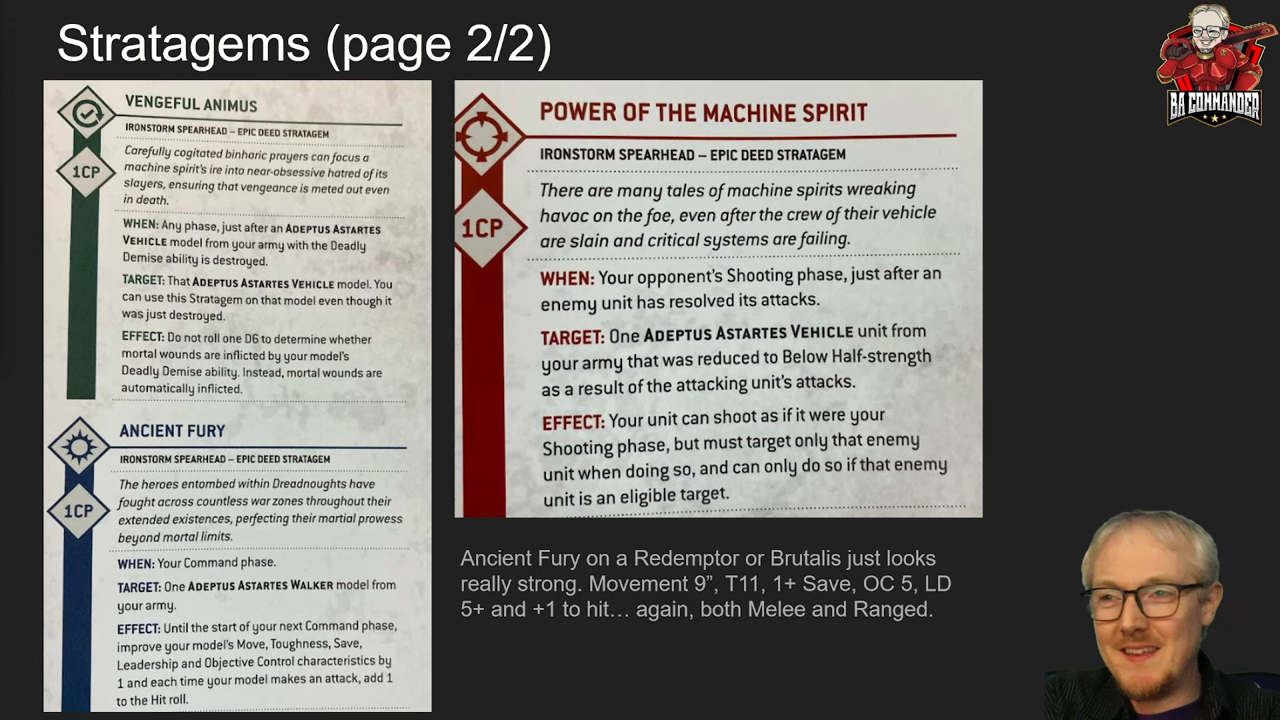 Stratagems (page 2/2)
BA COMMANDER
VENGEFUL ANIMUS
IRONSTORM SPEARHEAD – EPIC DEED STRATAGEM
1CP
Carefully cogitated binharic prayers can focus a
machine spirit's ire into near-obsessive hatred of its
slayers, ensuring that vengeance is meted out even
in death.
WHEN: Any phase, just after an ADEPTUS ASTARTES
VEHICLE model from your army with the Deadly
Demise ability is destroyed.
TARGET: That ADEPTUS ASTARTES VEHICLE model. You
can use this Stratagem on that model even though it
was just destroyed.
EFFECT: Do not roll one D6 to determine whether
mortal wounds are inflicted by your model's
Deadly Demise ability. Instead, mortal wounds are
automatically inflicted.
ANCIENT FURY
IRONSTORM SPEARHEAD – EPIC DEED STRATAGEM
1CP
The heroes entombed within Dreadnoughts have
fought across countless war zones throughout their
extended existences, perfecting their martial prowess
beyond mortal limits.
WHEN: Your Command phase.
TARGET: One ADEPTUS ASTARTES WALKER model from
your army.
EFFECT: Until the start of your next Command phase,
improve your model's Move, Toughness, Save,
Leadership and Objective Control characteristics by
1 and each time your model makes an attack, add 1
to the Hit roll.
POWER OF THE MACHINE SPIRIT
IRONSTORM SPEARHEAD – EPIC DEED STRATAGEM
1CP
There are many tales of machine spirits wreaking
havoc on the foe, even after the crew of their vehicle
are slain and critical systems are failing.
WHEN: Your opponent's Shooting phase, just after an
enemy unit has resolved its attacks.
TARGET: One ADEPTUS ASTARTES VEHICLE unit from
your army that was reduced to Below Half-strength
as a result of the attacking unit's attacks.
EFFECT: Your unit can shoot as if it were your
Shooting phase, but must target only that enemy
unit when doing so, and can only do so if that enemy
unit is an eligible target.
Ancient Fury on a Redemptor or Brutalis just looks
really strong. Movement 9”, T11, 1+ Save, OC 5, LD
5+ and +1 to hit... again, both Melee and Ranged.